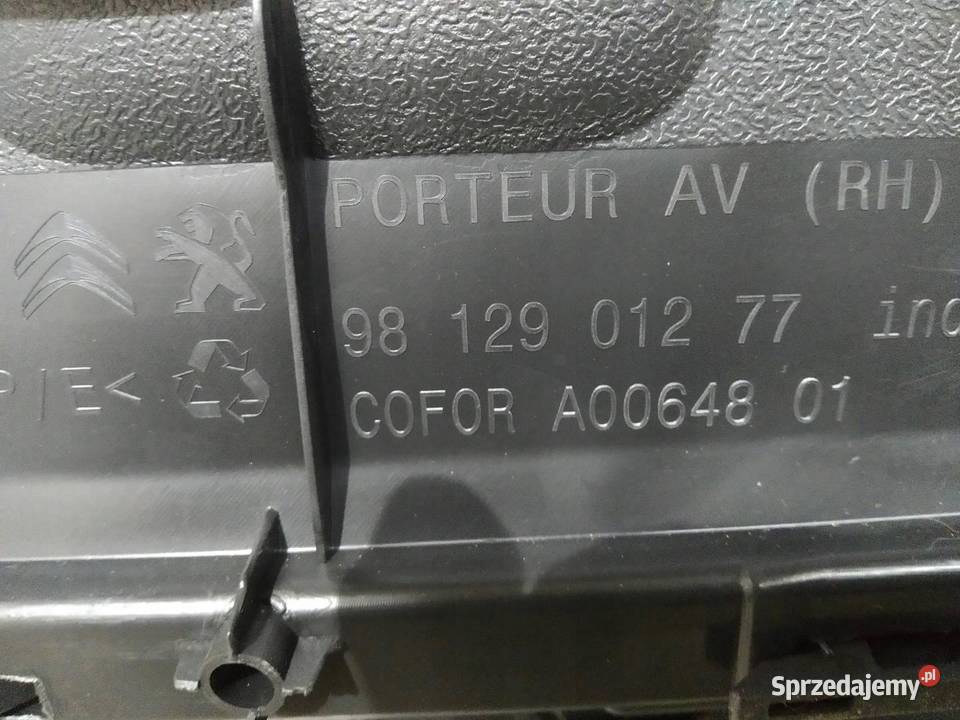 PORTEUR AV (RH)
98 129 012 77
P/E<
COFOR A00648 01
Sprzedajemy.pl